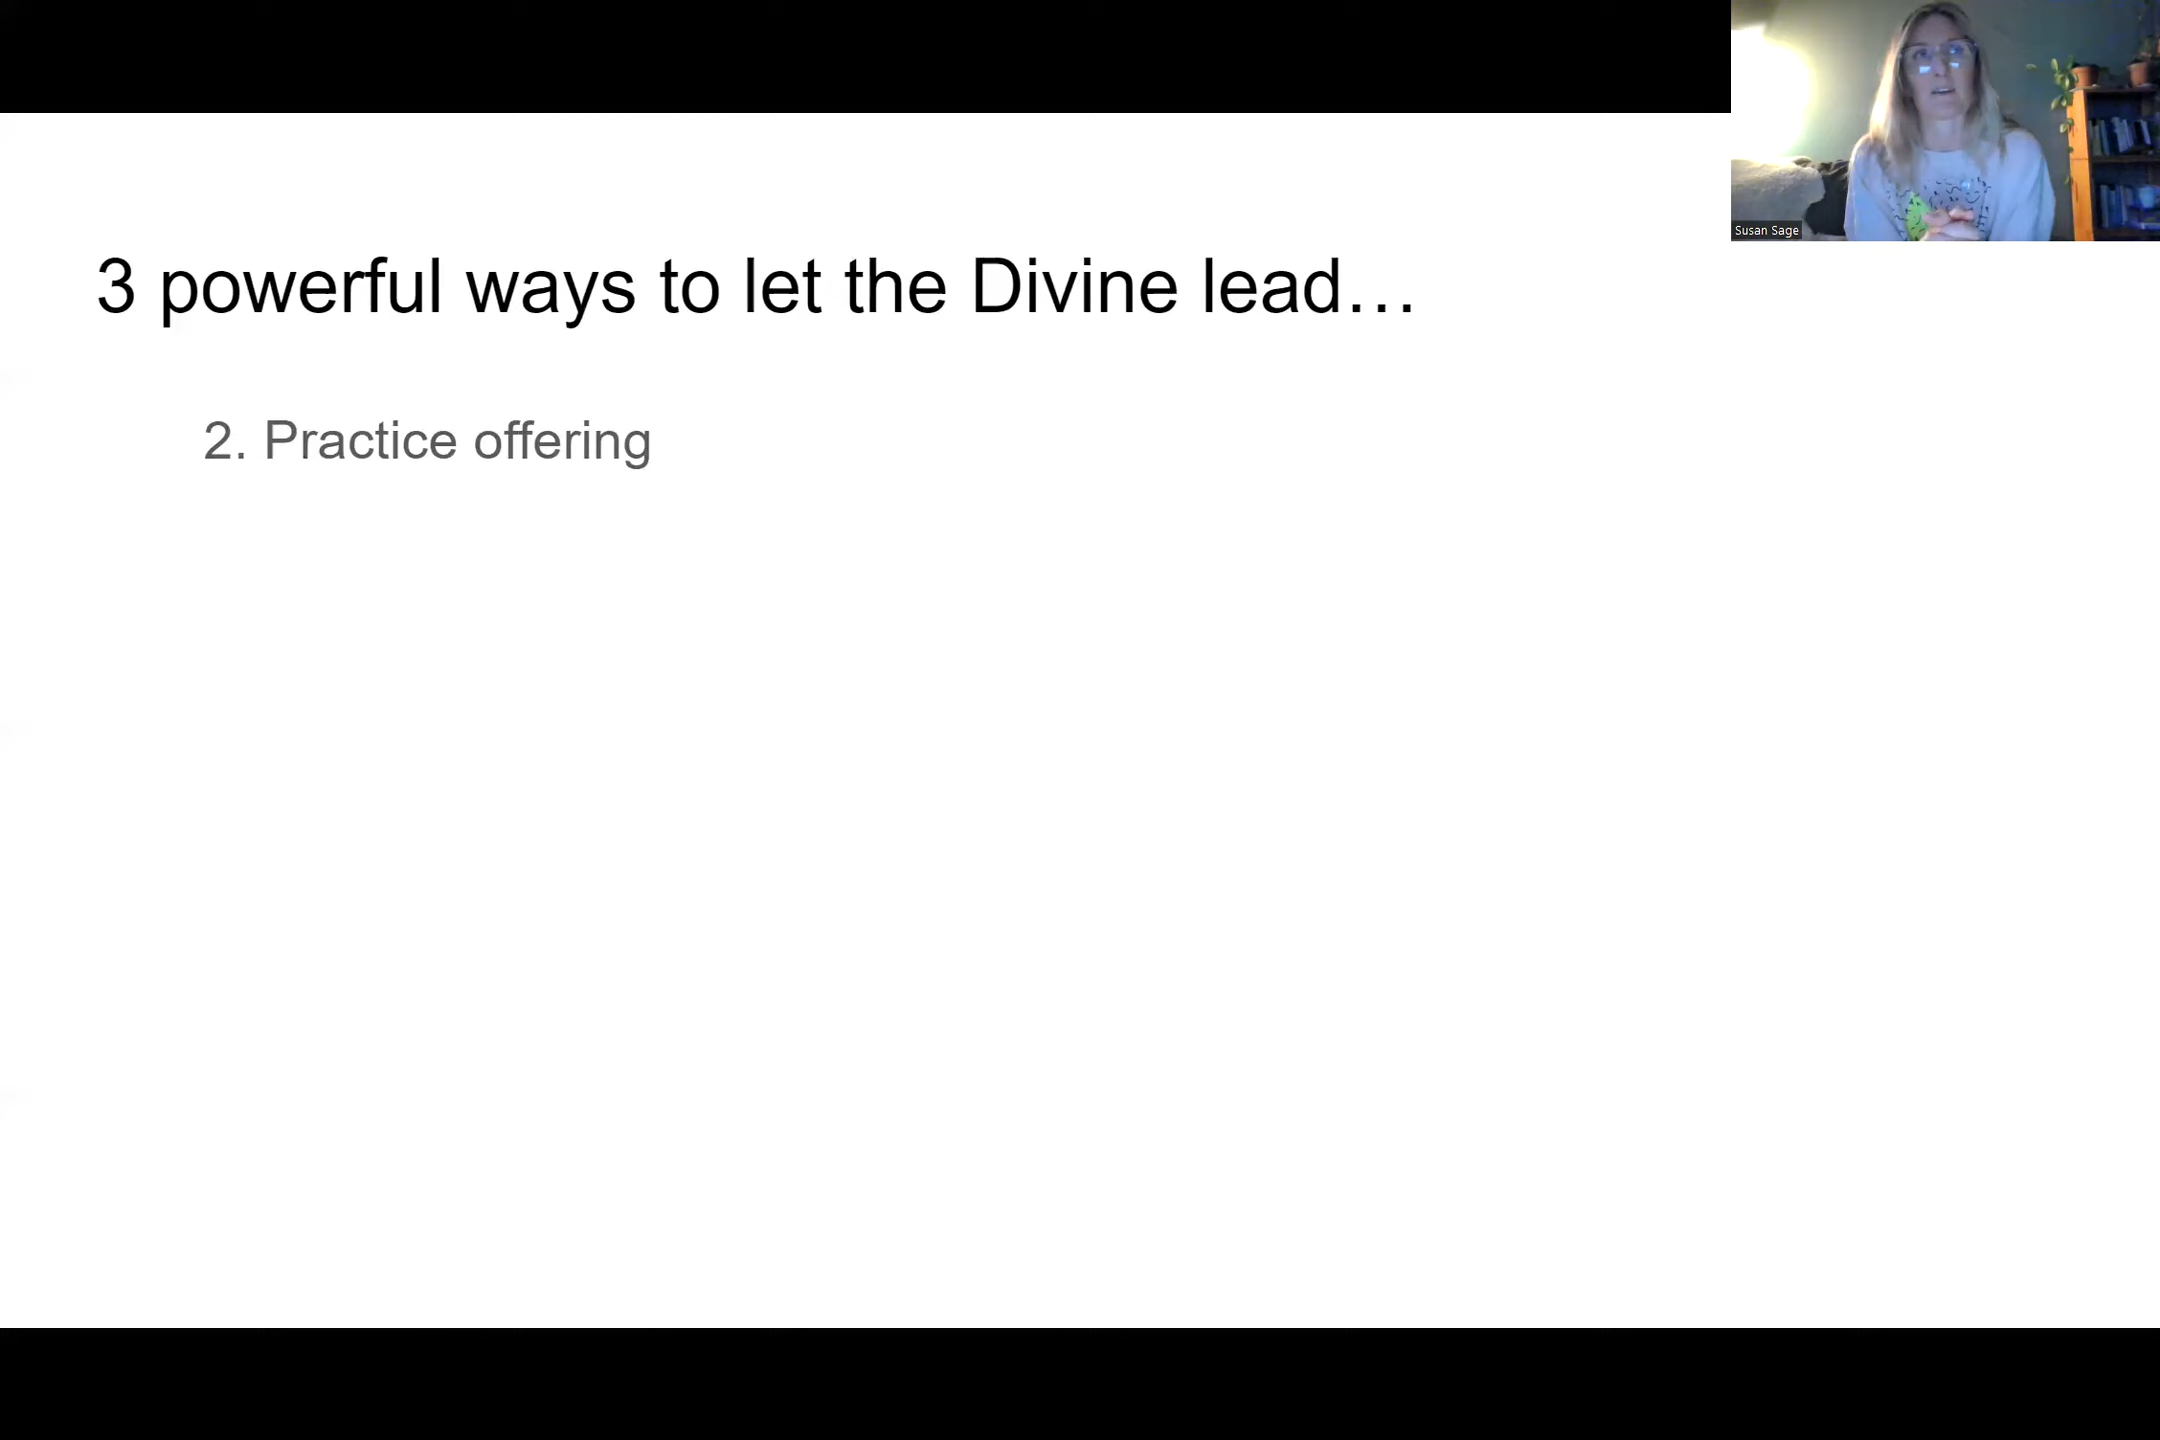 Susan Sage
3 powerful ways to let the Divine lead…
2. Practice offering